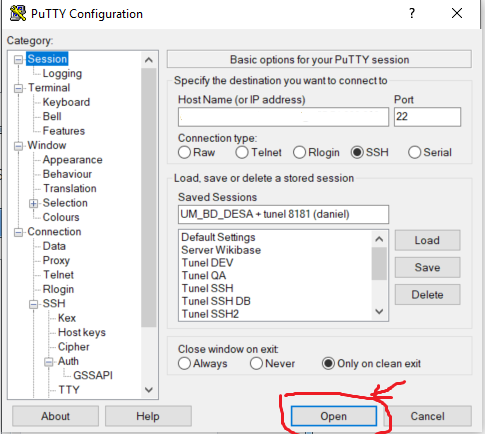 PuTTY Configuration
? ×
Category:
Session
Logging
Terminal
Keyboard
Bell
Features
Window
Appearance
Behaviour
Translation
Selection
Colours
Connection
Data
Proxy
Telnet
Rlogin
SSH
Kex
Host keys
Cipher
Auth
GSSAPI
TTY
Basic options for your PuTTY session
Specify the destination you want to connect to
Host Name (or IP address) Port
22
Connection type:
Raw Telnet Rlogin SSH Serial
Load, save or delete a stored session
Saved Sessions
UM_BD_DESA + tunel 8181 (daniel)
Default Settings
Server Wikibase
Tunel DEV
Tunel QA
Tunel SSH
Tunel SSH DB
Tunel SSH2
Load
Save
Delete
Close window on exit:
Always Never Only on clean exit
About Help Open Cancel